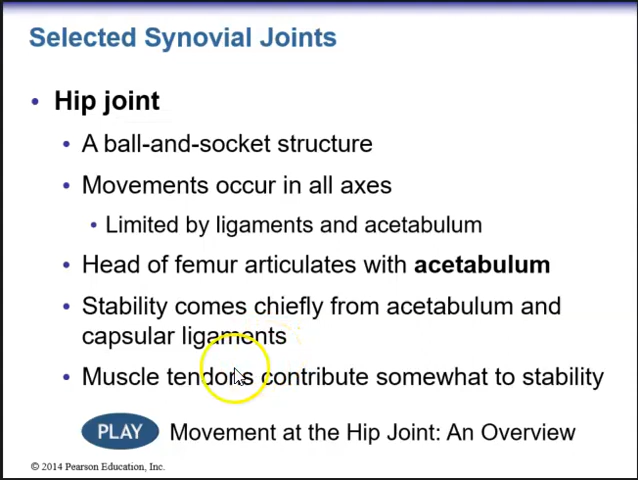 Selected Synovial Joints
• Hip joint
• A ball-and-socket structure
• Movements occur in all axes
• Limited by ligaments and acetabulum
• Head of femur articulates with acetabulum
• Stability comes chiefly from acetabulum and
capsular ligaments
• Muscle tendons contribute somewhat to stability
PLAY Movement at the Hip Joint: An Overview
© 2014 Pearson Education, Inc.